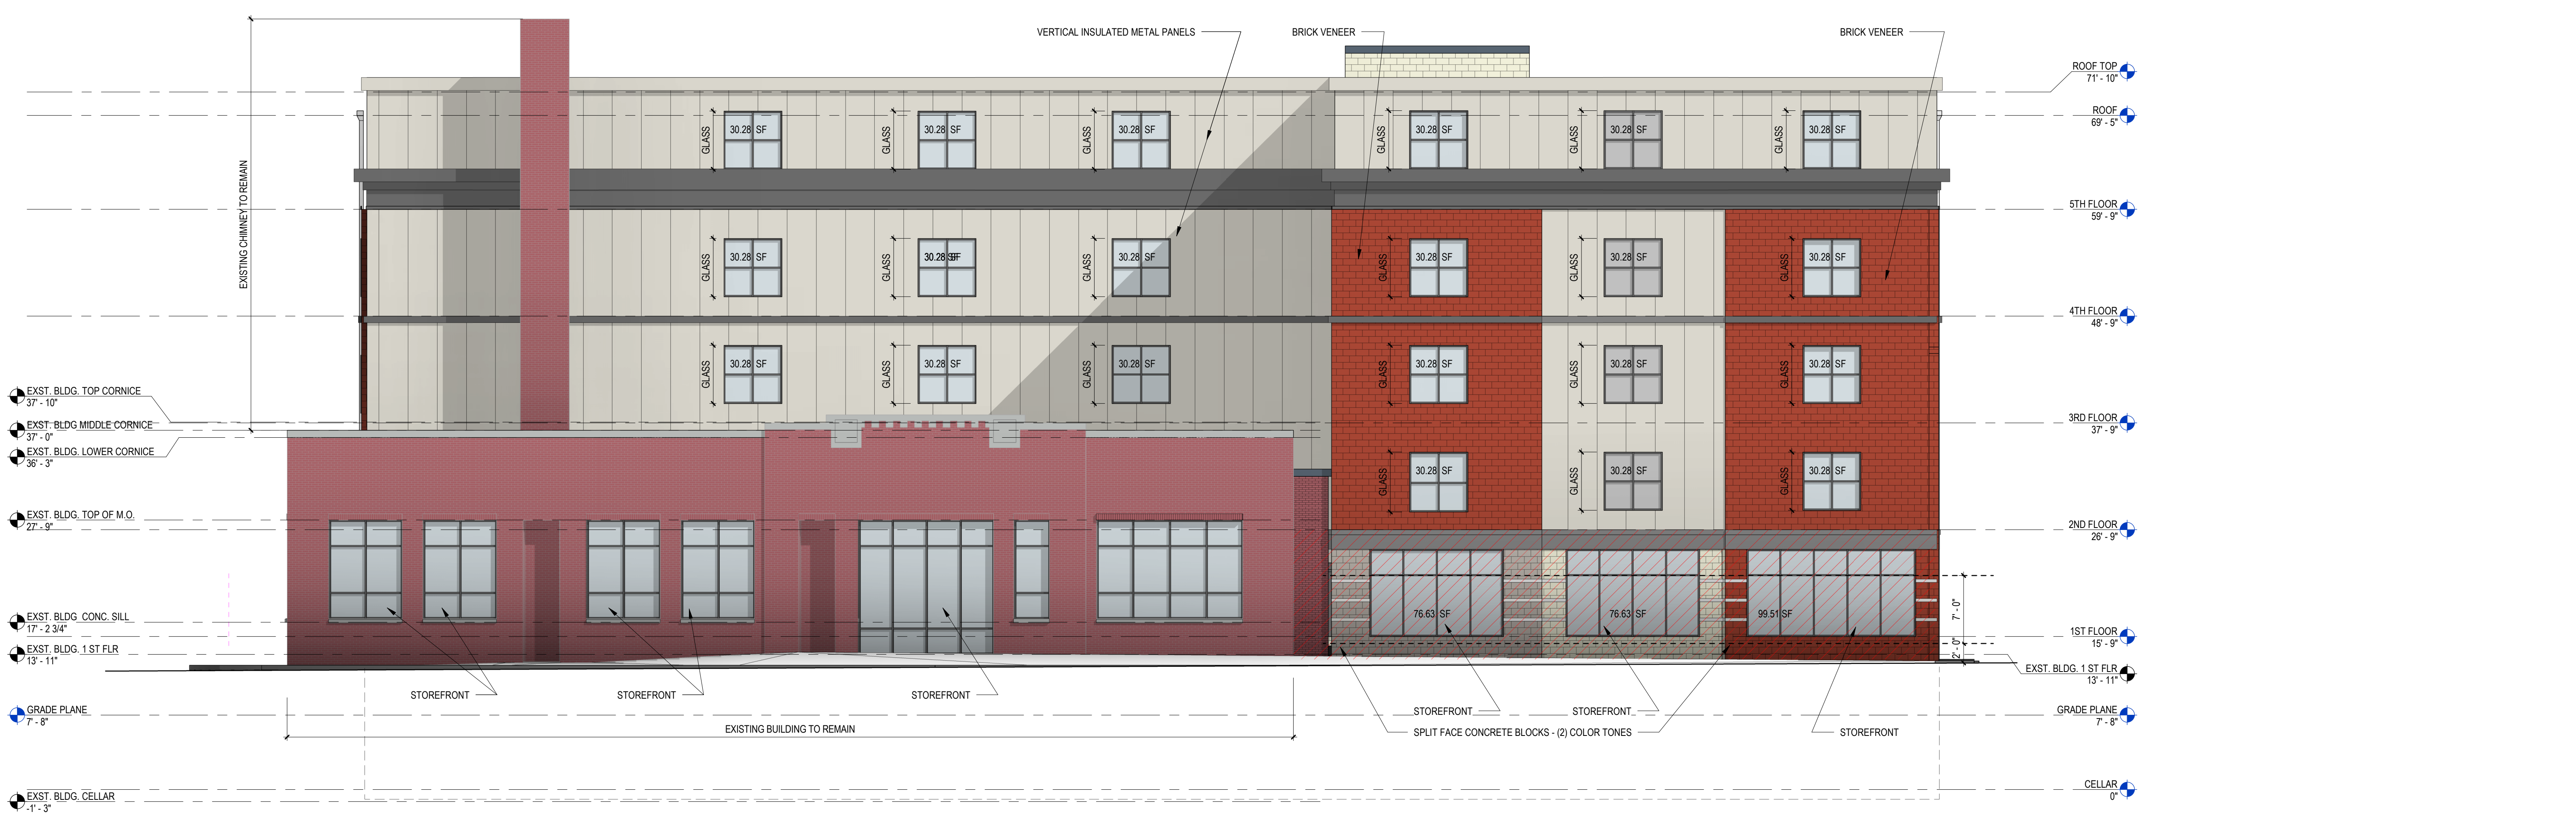 VERTICAL INSULATED METAL PANELS
BRICK VENEER
BRICK VENEER
ROOF TOP
71' - 10"
ROOF
69' - 5"
EXISTING CHIMNEY TO REMAIN
GLASS
30.28 SF
GLASS
30.28 SF
GLASS
30.28 SF
GLASS
30.28 SF
GLASS
30.28 SF
GLASS
30.28 SF
5TH FLOOR
59' - 9"
GLASS
30.28 SF
GLASS
30.28 SF
GLASS
30.28 SF
GLASS
30.28 SF
GLASS
30.28 SF
GLASS
30.28 SF
4TH FLOOR
48' - 9"
GLASS
30.28 SF
GLASS
30.28 SF
GLASS
30.28 SF
GLASS
30.28 SF
GLASS
30.28 SF
GLASS
30.28 SF
EXST. BLDG. TOP CORNICE
37' - 10"
EXST. BLDG MIDDLE CORNICE
37' - 0"
EXST. BLDG. LOWER CORNICE
36' - 3"
3RD FLOOR
37' - 9"
GLASS
30.28 SF
GLASS
30.28 SF
GLASS
30.28 SF
EXST. BLDG. TOP OF M.O.
27' - 9"
2ND FLOOR
26' - 9"
EXST. BLDG CONC. SILL
17' - 2 3/4"
76.63 SF
76.63 SF
99.51 SF
7' - 0"
2' - 0"
1ST FLOOR
15' - 9"
EXST. BLDG. 1 ST FLR
13' - 11"
EXST. BLDG. 1 ST FLR
13' - 11"
STOREFRONT
STOREFRONT
STOREFRONT
STOREFRONT
STOREFRONT
GRADE PLANE
7' - 8"
GRADE PLANE
7' - 8"
EXISTING BUILDING TO REMAIN
SPLIT FACE CONCRETE BLOCKS - (2) COLOR TONES
STOREFRONT
EXST. BLDG. CELLAR
-1' - 3"
CELLAR
0"